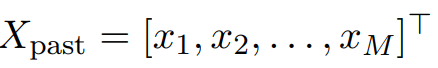 X_past = [x_1, x_2, ..., x_M]^⊤